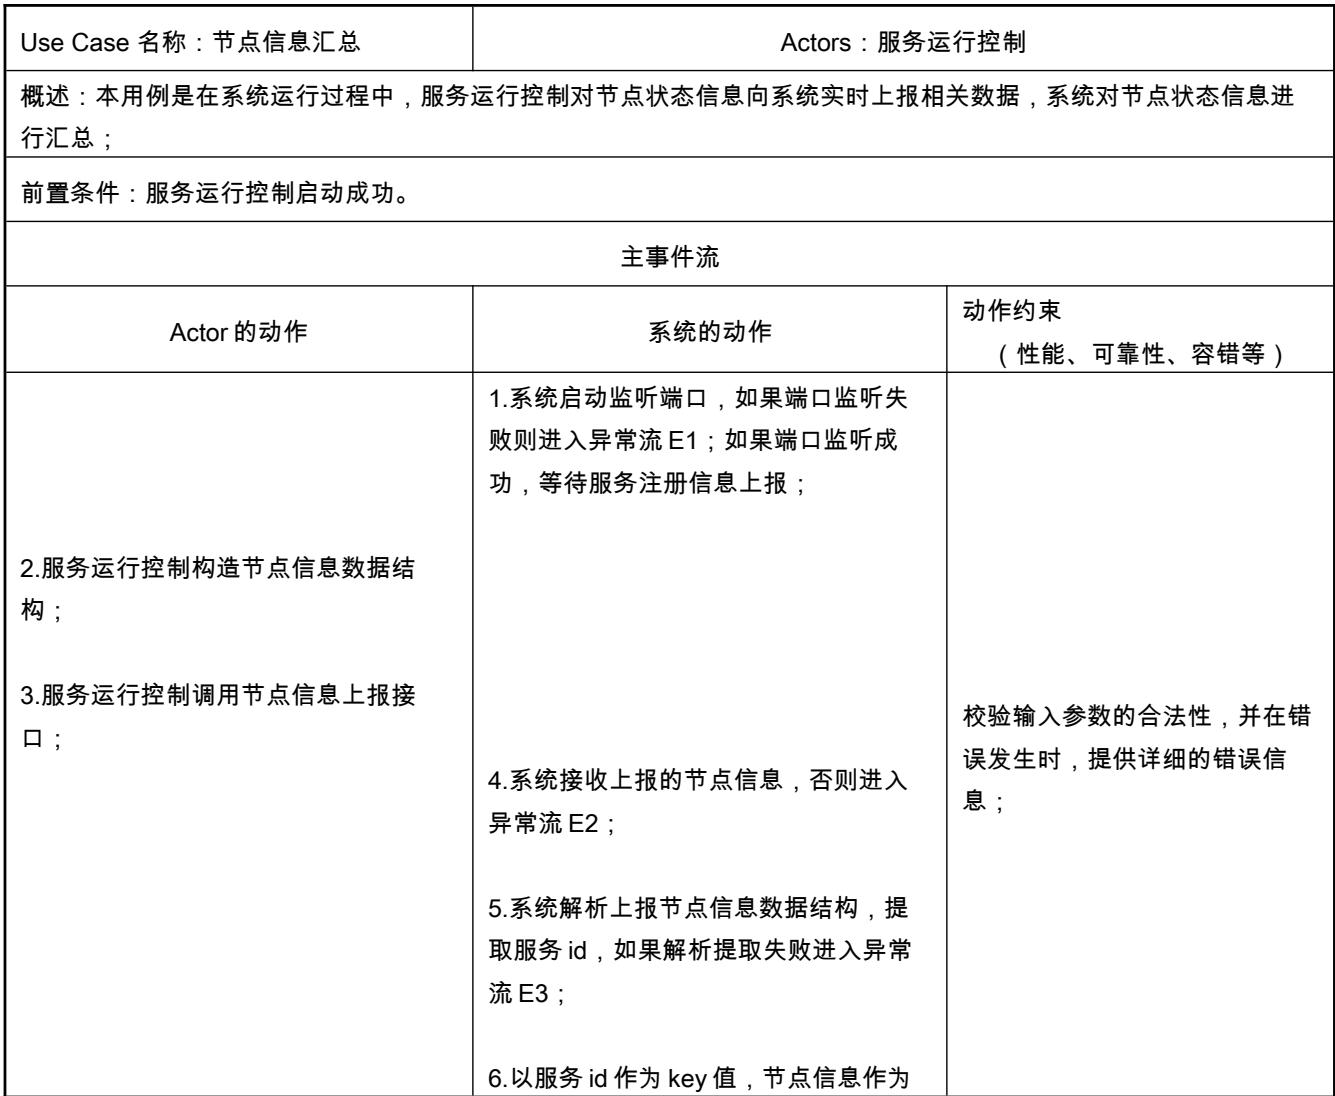 Use Case 名称：节点信息汇总
Actors：服务运行控制
概述：本用例是在系统运行过程中，服务运行控制对节点状态信息向系统实时上报相关数据，系统对节点状态信息进
行汇总；
前置条件：服务运行控制启动成功。
主事件流
Actor 的动作
系统的动作
动作约束
（性能、可靠性、容错等）
1.系统启动监听端口，如果端口监听失
败则进入异常流 E1；如果端口监听成
功，等待服务注册信息上报；
2.服务运行控制构造节点信息数据结
构；
3.服务运行控制调用节点信息上报接
口；
4.系统接收上报的节点信息，否则进入
异常流 E2；
5.系统解析上报节点信息数据结构，提
取服务 id，如果解析提取失败进入异常
流 E3；
6.以服务 id 作为 key 值，节点信息作为
校验输入参数的合法性，并在错
误发生时，提供详细的错误信
息；